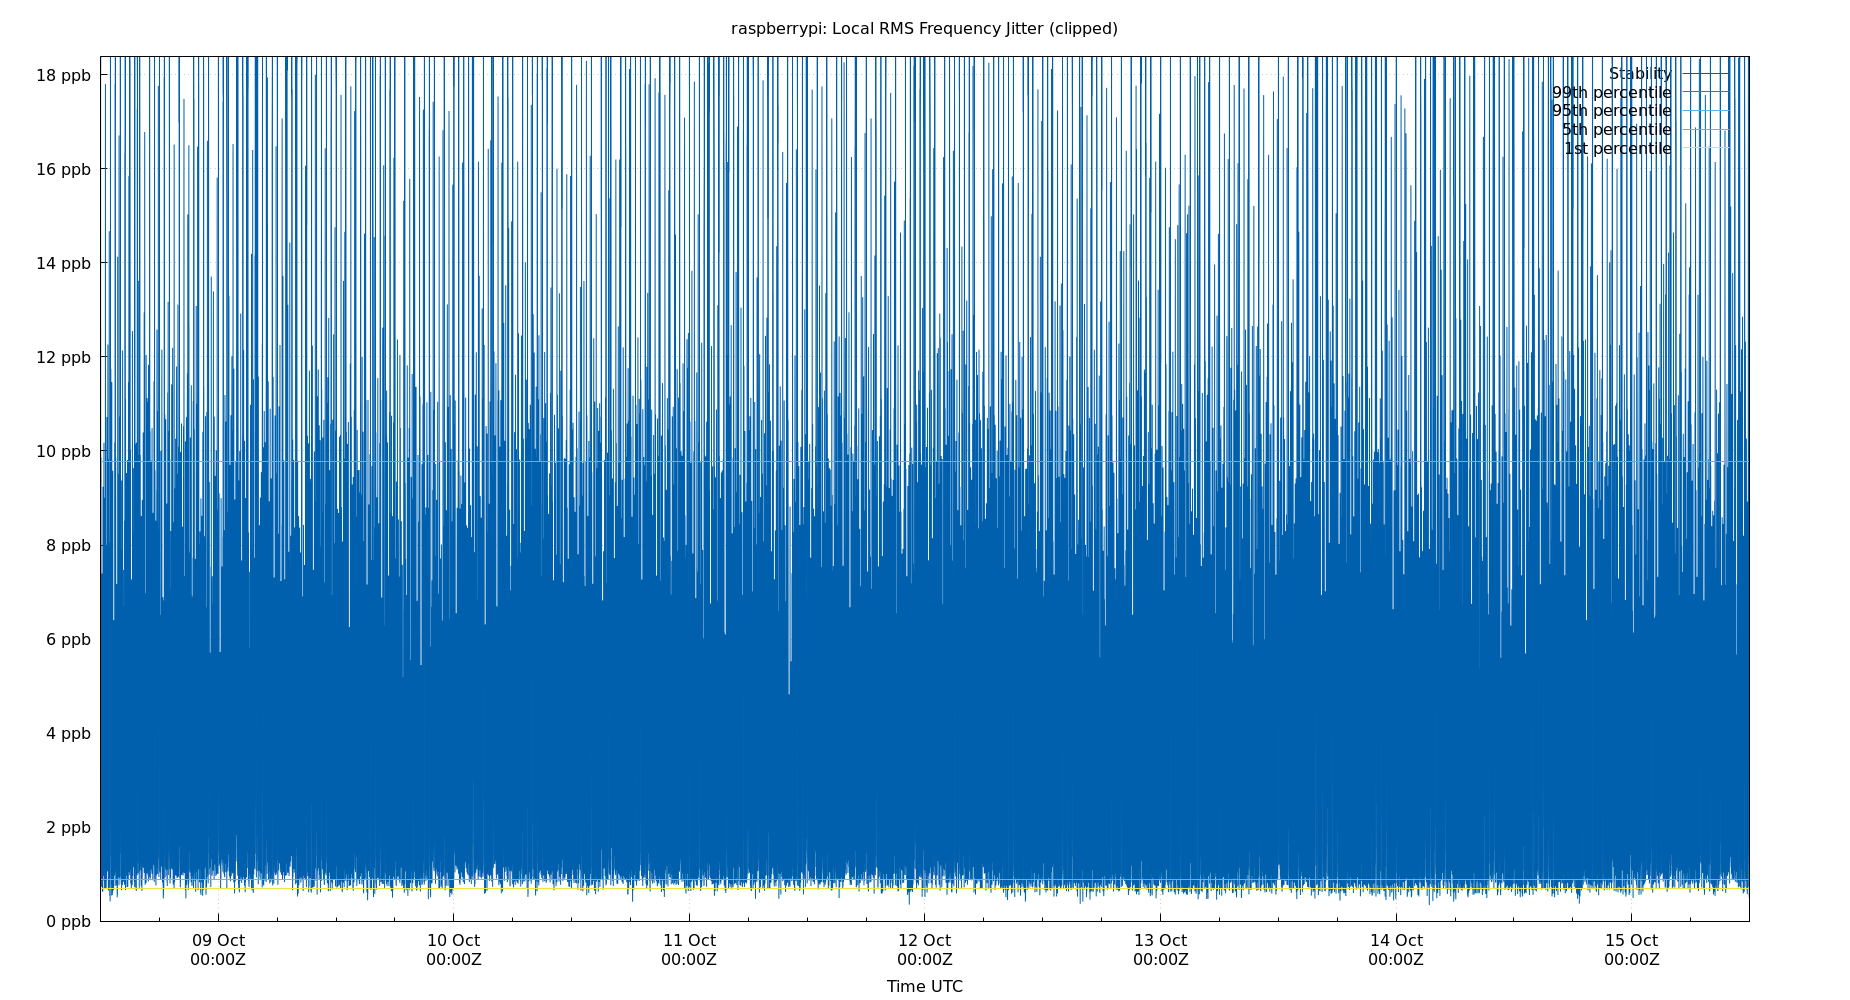 raspberrypi: Local RMS Frequency Jitter (clipped)
18 ppb
16 ppb
14 ppb
12 ppb
10 ppb
8 ppb
6 ppb
4 ppb
2 ppb
0 ppb
Stability
99th percentile
95th percentile
5th percentile
1st percentile
09 Oct 10 Oct 11 Oct 12 Oct 13 Oct 14 Oct 15 Oct
00:00Z 00:00Z 00:00Z 00:00Z 00:00Z 00:00Z 00:00Z
Time UTC